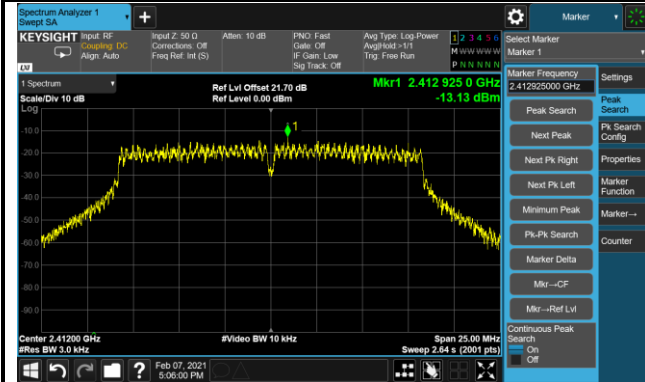 Spectrum Analyzer 1
Swept SA
+
Marker
KEYSIGHT
Input: RF
Coupling: DC
Align: Auto
Input Z: 50 Ω
Corrections: Off
Freq Ref: Int (S)
Atten: 10 dB
PNO: Fast
Gate: Off
IF Gain: Low
Sig Track: Off
Avg Type: Log-Power
Avg|Hold:>1/1
Trig: Free Run
1 2 3 4 5 6
M W W W W W
P N N N N N
LXI
Select Marker
Marker 1
1 Spectrum
Scale/Div 10 dB
Log
Ref Lvl Offset 21.70 dB
Ref Level 0.00 dBm
Mkr1 2.412 925 0 GHz
-13.13 dBm
1
-10.0
-20.0
-30.0
-40.0
-50.0
-60.0
-70.0
-80.0
-90.0
Center 2.41200 GHz
#Res BW 3.0 kHz
#Video BW 10 kHz
Span 25.00 MHz
Sweep 2.64 s (2001 pts)
Marker Frequency
2.412925000 GHz
Peak Search
Next Peak
Next Pk Right
Next Pk Left
Minimum Peak
Pk-Pk Search
Marker Delta
Mkr→CF
Mkr→Ref Lvl
Continuous Peak
Search
On
Off
Settings
Peak
Search
Pk Search
Config
Properties
Marker
Function
Marker→
Counter
?
Feb 07, 2021
5:06:00 PM